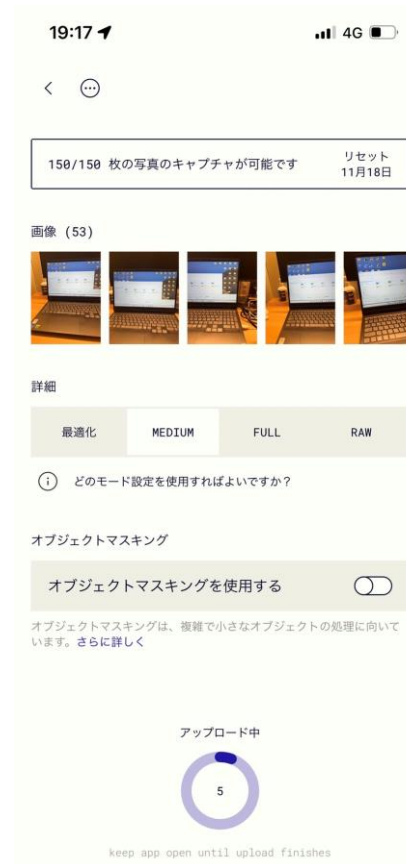 19:17
4G
150/150 枚の写真のキャプチャが可能です
リセット
11月18日
画像 (53)
詳細
最適化 MEDIUM FULL RAW
どのモード設定を使用すればよいですか?
オブジェクトマスキング
オブジェクトマスキングを使用する
オブジェクトマスキングは、複雑で小さなオブジェクトの処理に向いて
います。さらに詳しく
アップロード中
5
keep app open until upload finishes